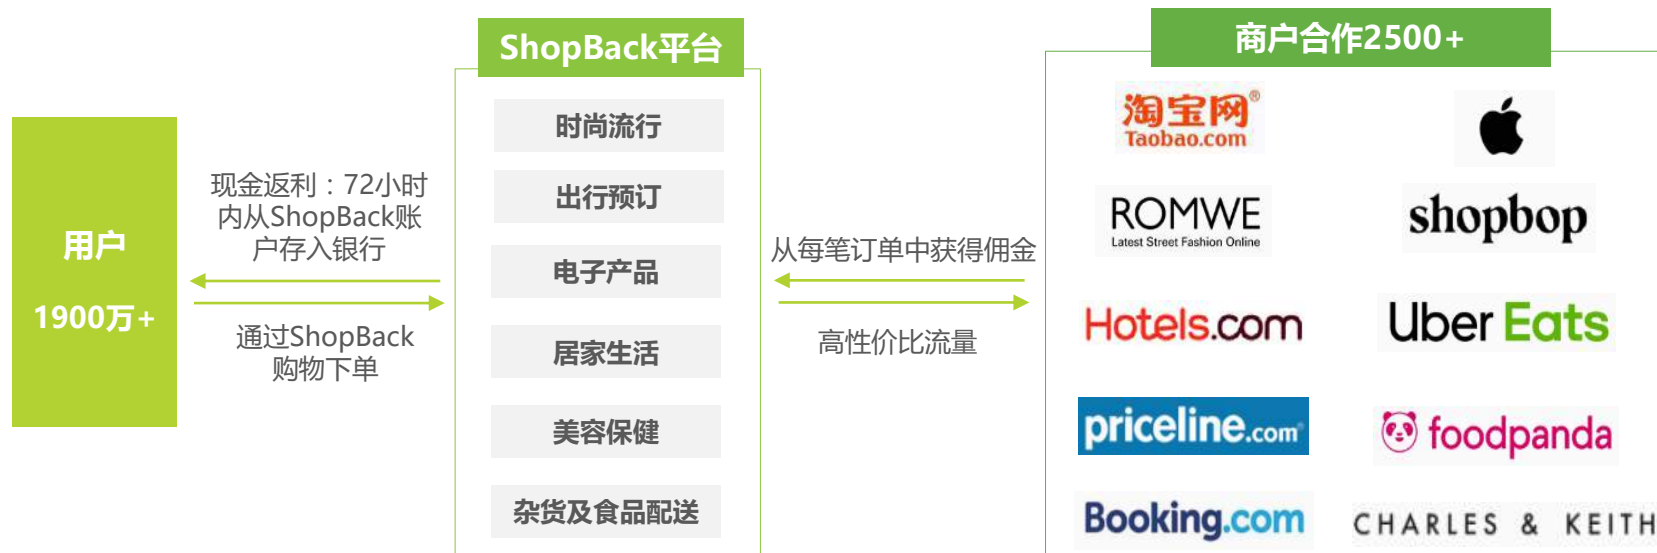 用户
1900万+
现金返利：72小时
内从ShopBack账
户存入银行
通过ShopBack
购物下单
ShopBack平台
时尚流行
出行预订
电子产品
居家生活
美容保健
杂货及食品配送
从每笔订单中获得佣金
高性价比流量
商户合作2500+
淘宝网®
Taobao.com
ROMWE
Latest Street Fashion Online
shopbop
Hotels.com
Uber Eats
priceline.com
foodpanda
Booking.com
CHARLES & KEITH